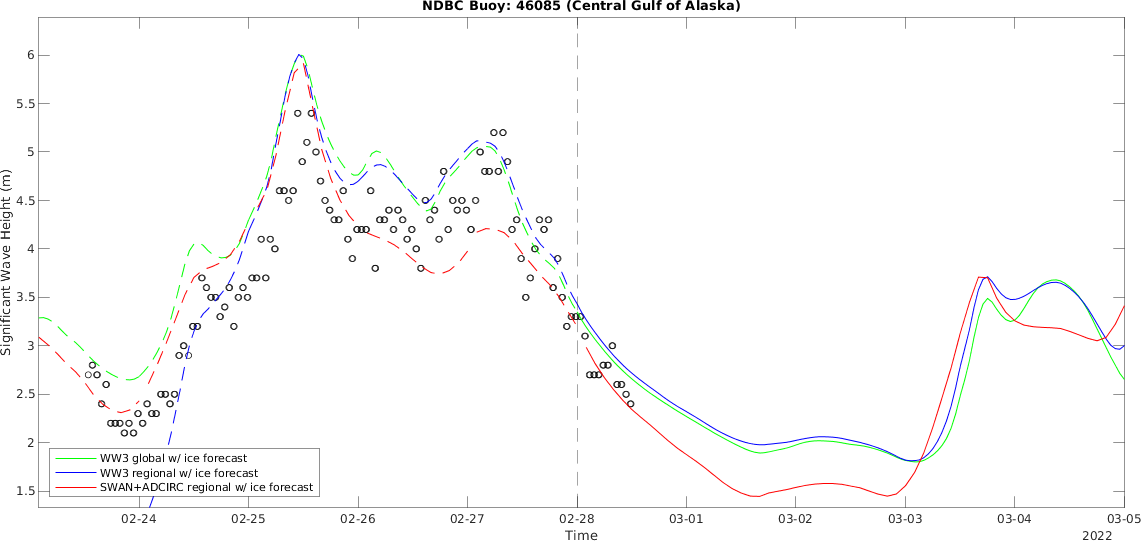 NDBC Buoy: 46085 (Central Gulf of Alaska)
Significant Wave Height (m)
6
5.5
5
4.5
4
3.5
3
2.5
2
1.5
WW3 global w/ ice forecast
WW3 regional w/ ice forecast
SWAN+ADCIRC regional w/ ice forecast
02-24 02-25 02-26 02-27 02-28 03-01 03-02 03-03 03-04 03-05
Time
2022